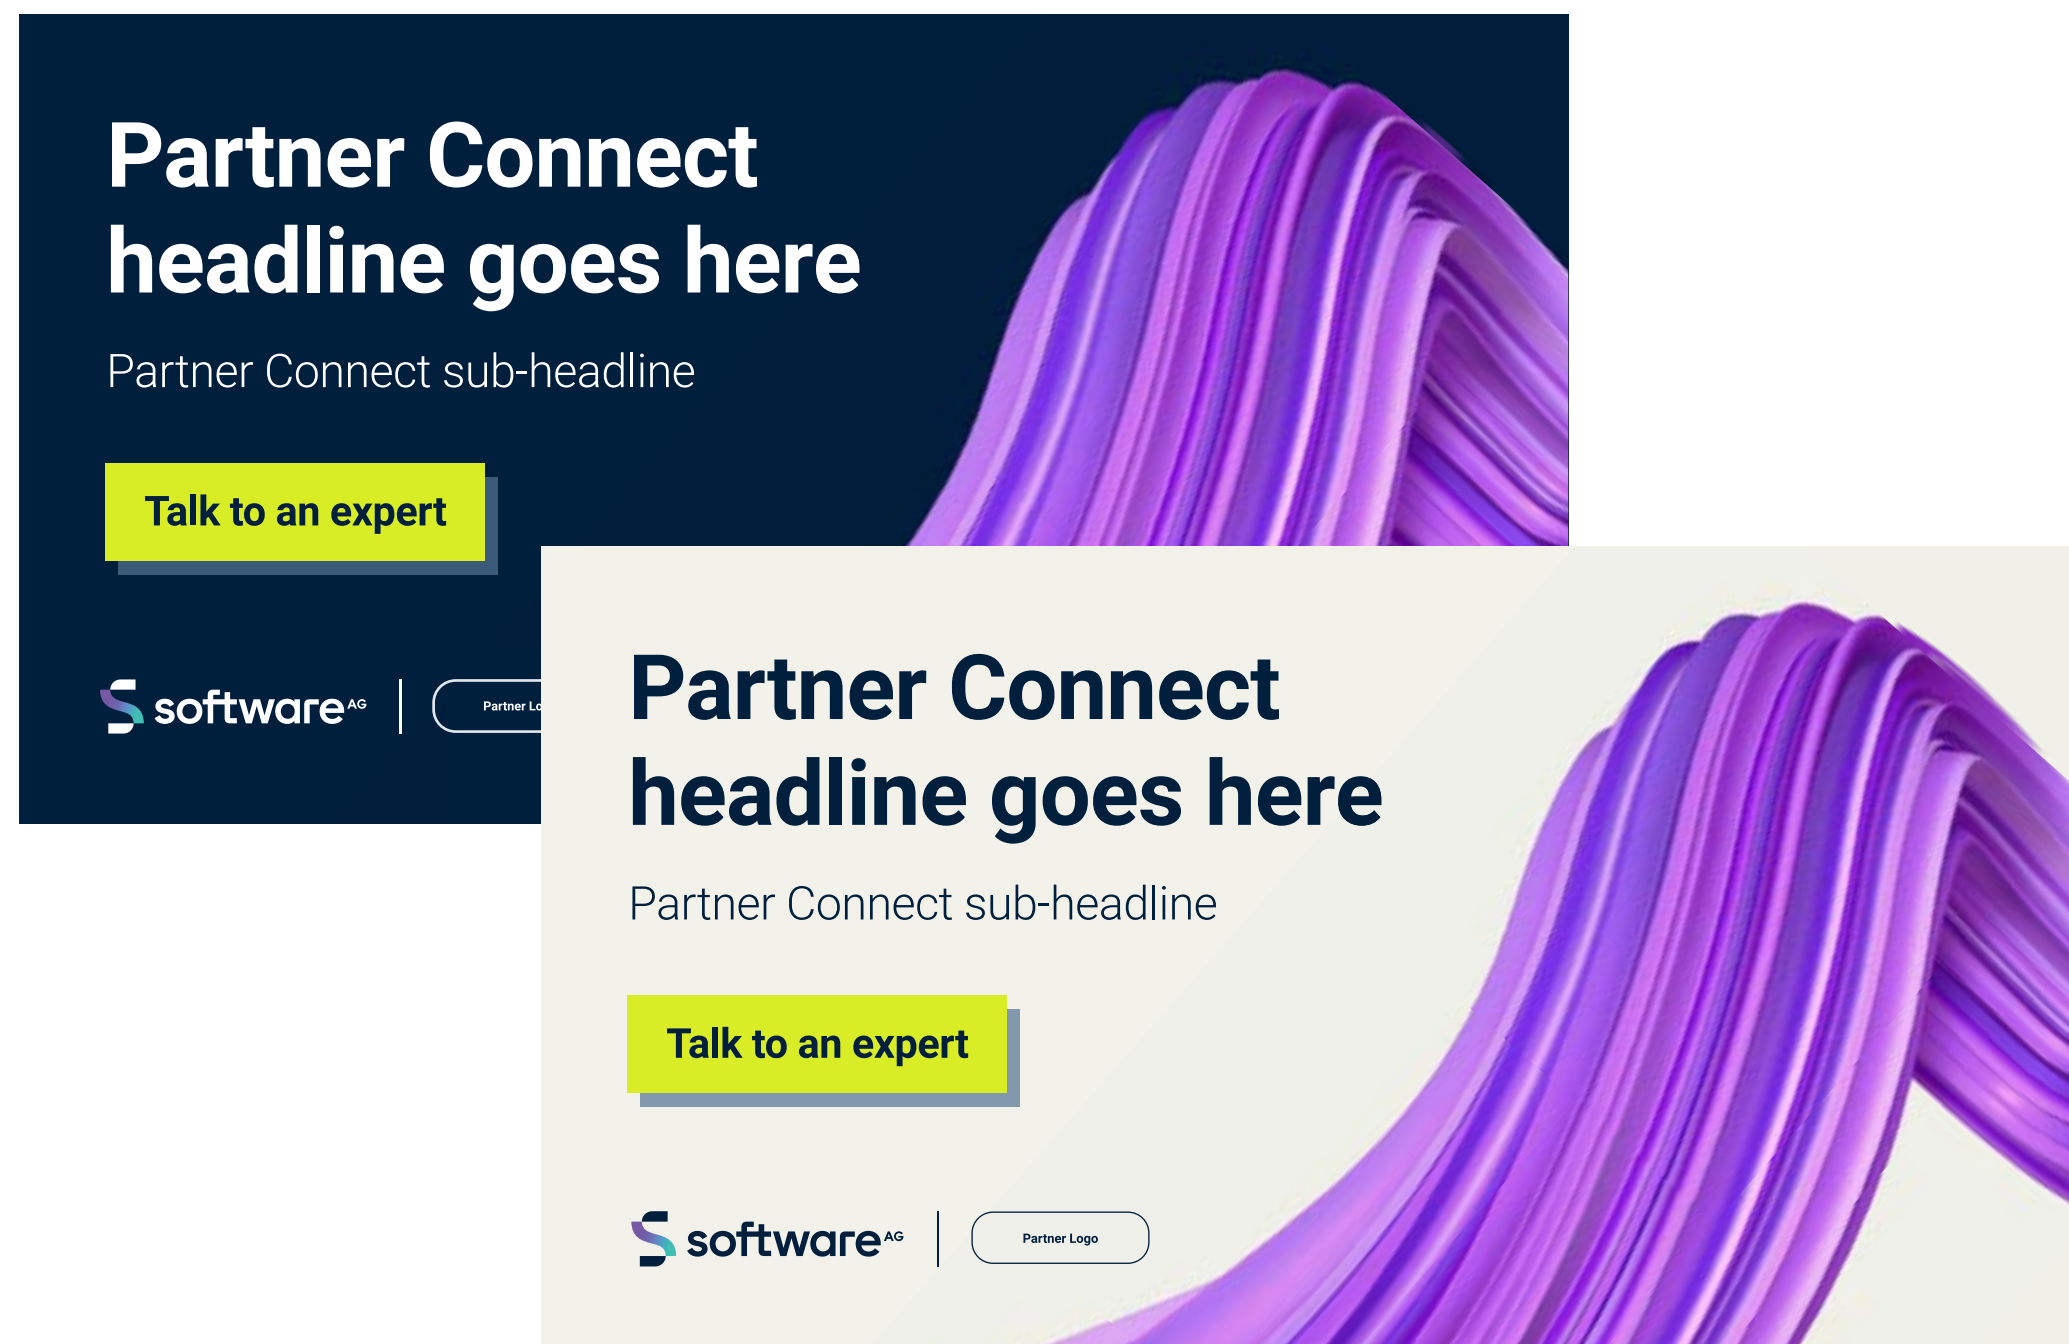 Partner Connect
headline goes here
Partner Connect sub-headline
Talk to an expert
software AG
Partner
Partner Connect
headline goes here
Partner Connect sub-headline
Talk to an expert
software AG
Partner Logo